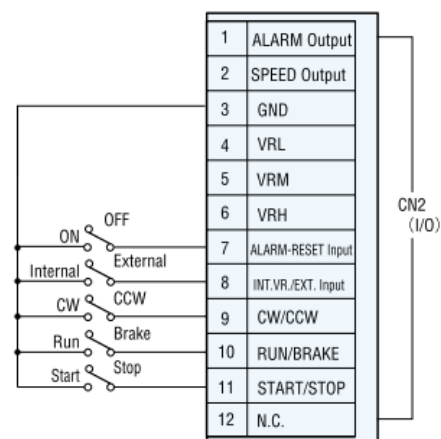 1 ALARM Output
2 SPEED Output
3 GND
4 VRL
5 VRM
6 VRH
7 ALARM-RESET Input
8 INT.VR./EXT. Input
9 CW/CCW
10 RUN/BRAKE
11 START/STOP
12 N.C.
CN2
(I/O)
ON OFF
Internal External
CW CCW
Run Brake
Start Stop